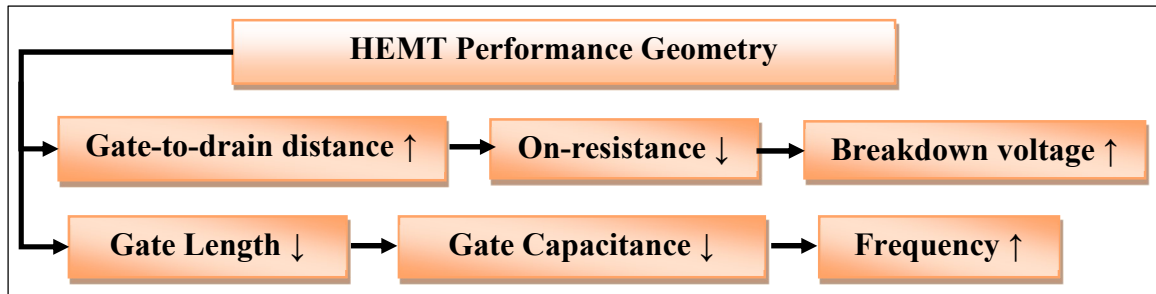 HEMT Performance Geometry
Gate-to-drain distance ↑
On-resistance ↓
Breakdown voltage ↑
Gate Length ↓
Gate Capacitance ↓
Frequency ↑